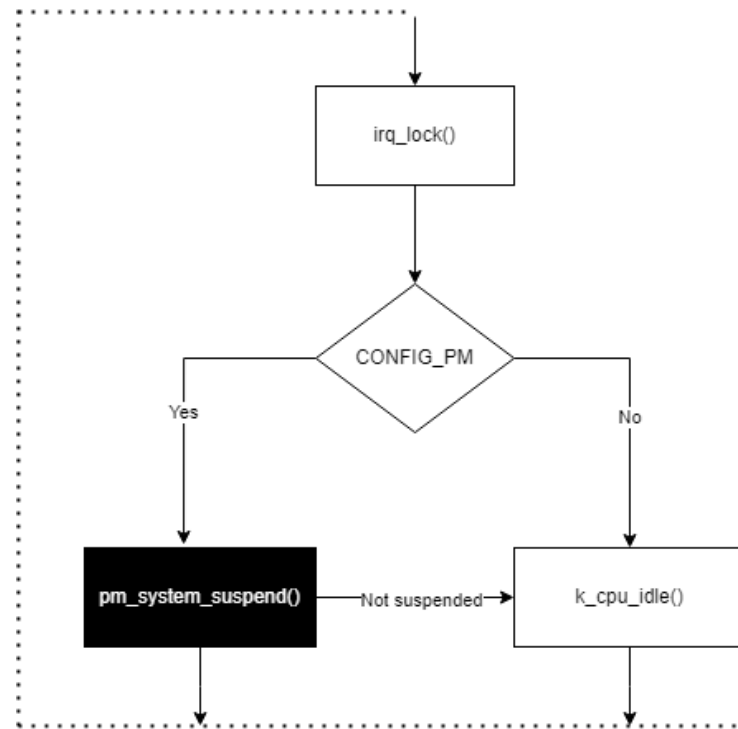 irq_lock()
CONFIG_PM
Yes
No
pm_system_suspend()
Not suspended
k_cpu_idle()